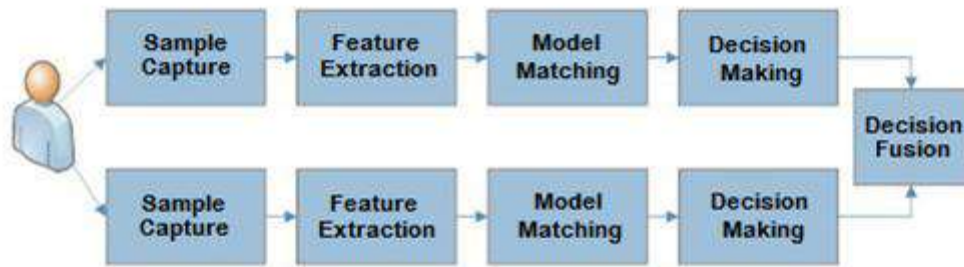 Sample
Capture
Feature
Extraction
Model
Matching
Decision
Making
Decision
Fusion
Sample
Capture
Feature
Extraction
Model
Matching
Decision
Making